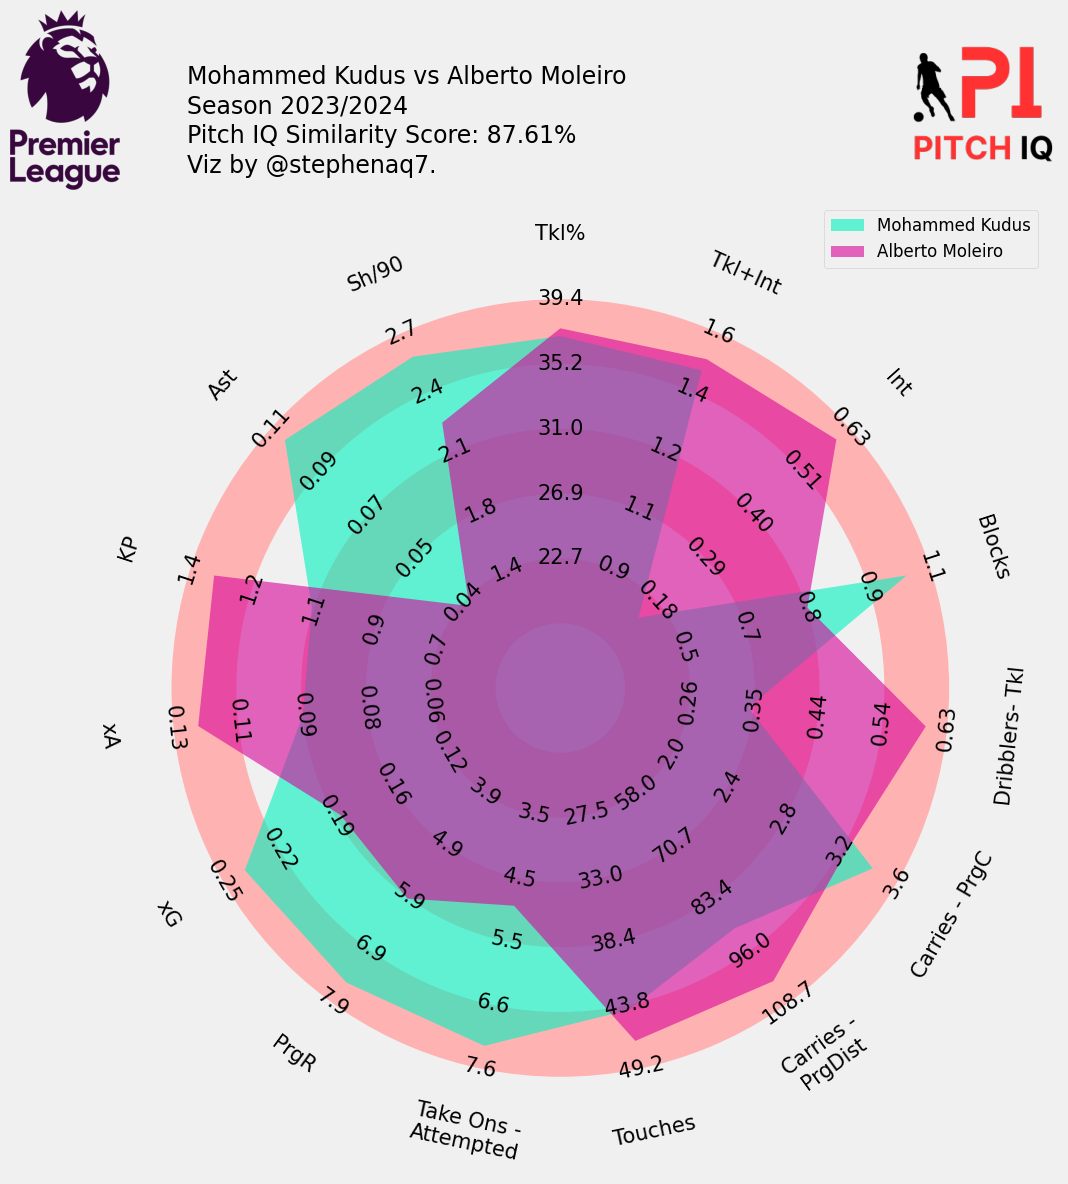 Mohammed Kudus vs Alberto Moleiro
Season 2023/2024
Pitch IQ Similarity Score: 87.61%
Viz by @stephenaq7.
Premier
League
PI
PITCH IQ
Mohammed Kudus
Alberto Moleiro
Tkl%
39.4
35.2
31.0
26.9
22.7
Tkl+Int
1.6
1.4
1.2
1.1
0.9
Int
0.63
0.51
0.40
0.29
0.18
Blocks
1.1
0.9
0.8
0.7
0.5
Dribblers- Tkl
0.63
0.54
0.44
0.35
0.26
Carries - PrgC
3.6
3.2
2.8
2.4
2.0
Carries -
PrgDist
108.7
96.0
83.4
70.7
58.0
Touches
49.2
43.8
38.4
33.0
27.5
Take Ons -
Attempted
7.6
6.6
5.5
4.5
3.5
PrgR
7.9
6.9
5.9
4.9
3.9
xG
0.25
0.22
0.19
0.16
0.12
xA
0.13
0.11
0.09
0.08
0.06
KP
1.4
1.2
1.1
0.9
0.7
Ast
0.11
0.09
0.07
0.05
0.04
Sh/90
2.7
2.4
2.1
1.8
1.4